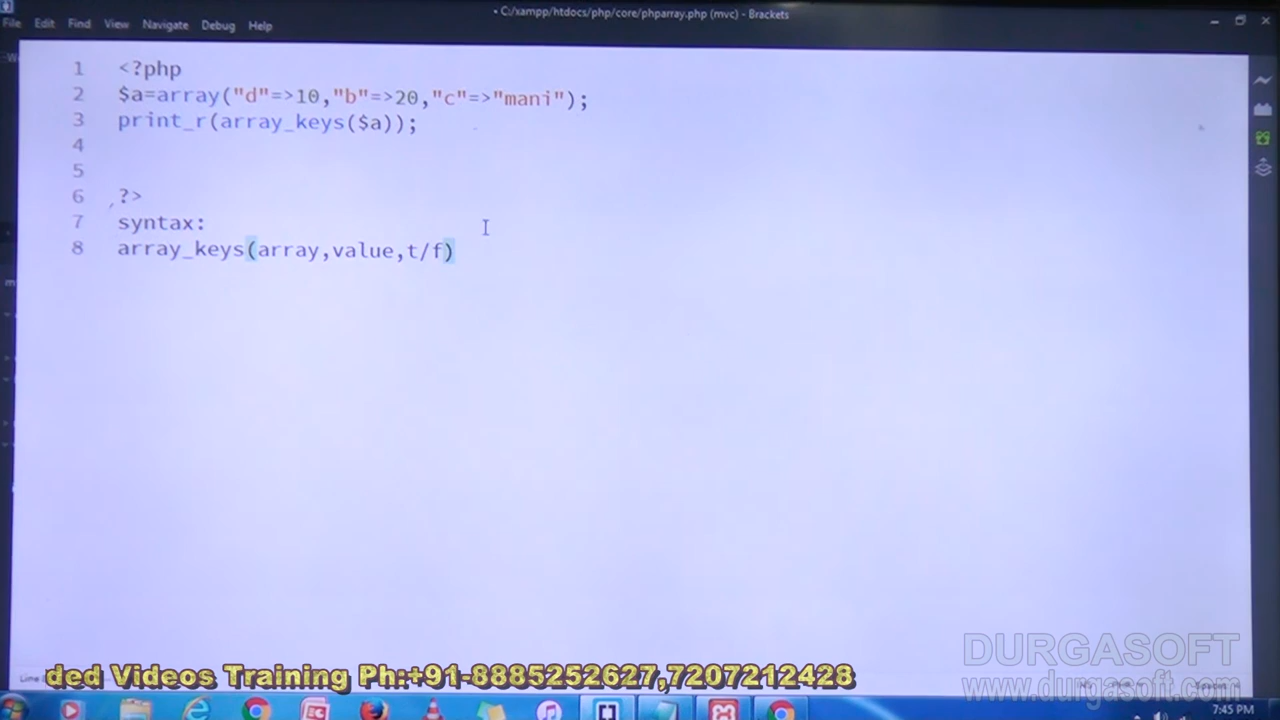 • C:/xampp/htdocs/php/core/phparray.php (mvc) - Brackets
File Edit Find View Navigate Debug Help
1 <?php
2 $a=array("d"=>10,"b"=>20,"c"=>"mani");
3 print_r(array_keys($a));
4
5
6 ?>
7 syntax:
8 array_keys(array,value,t/f)
DURGASOFT
www.durgasoft.com
ded Videos Training Ph:+91-8885252627,7207212428
7:45 PM